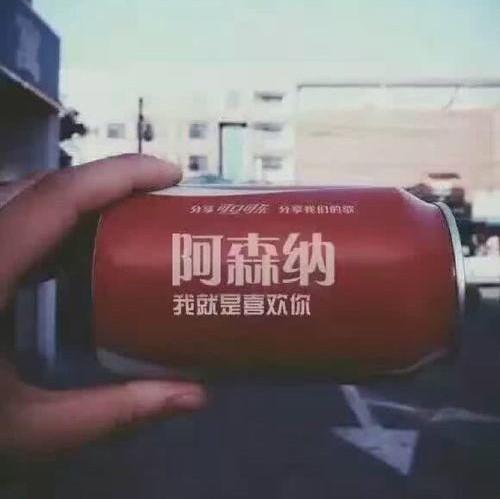 分享 可口可乐 分享我们的歌
阿森纳
我就是喜欢你